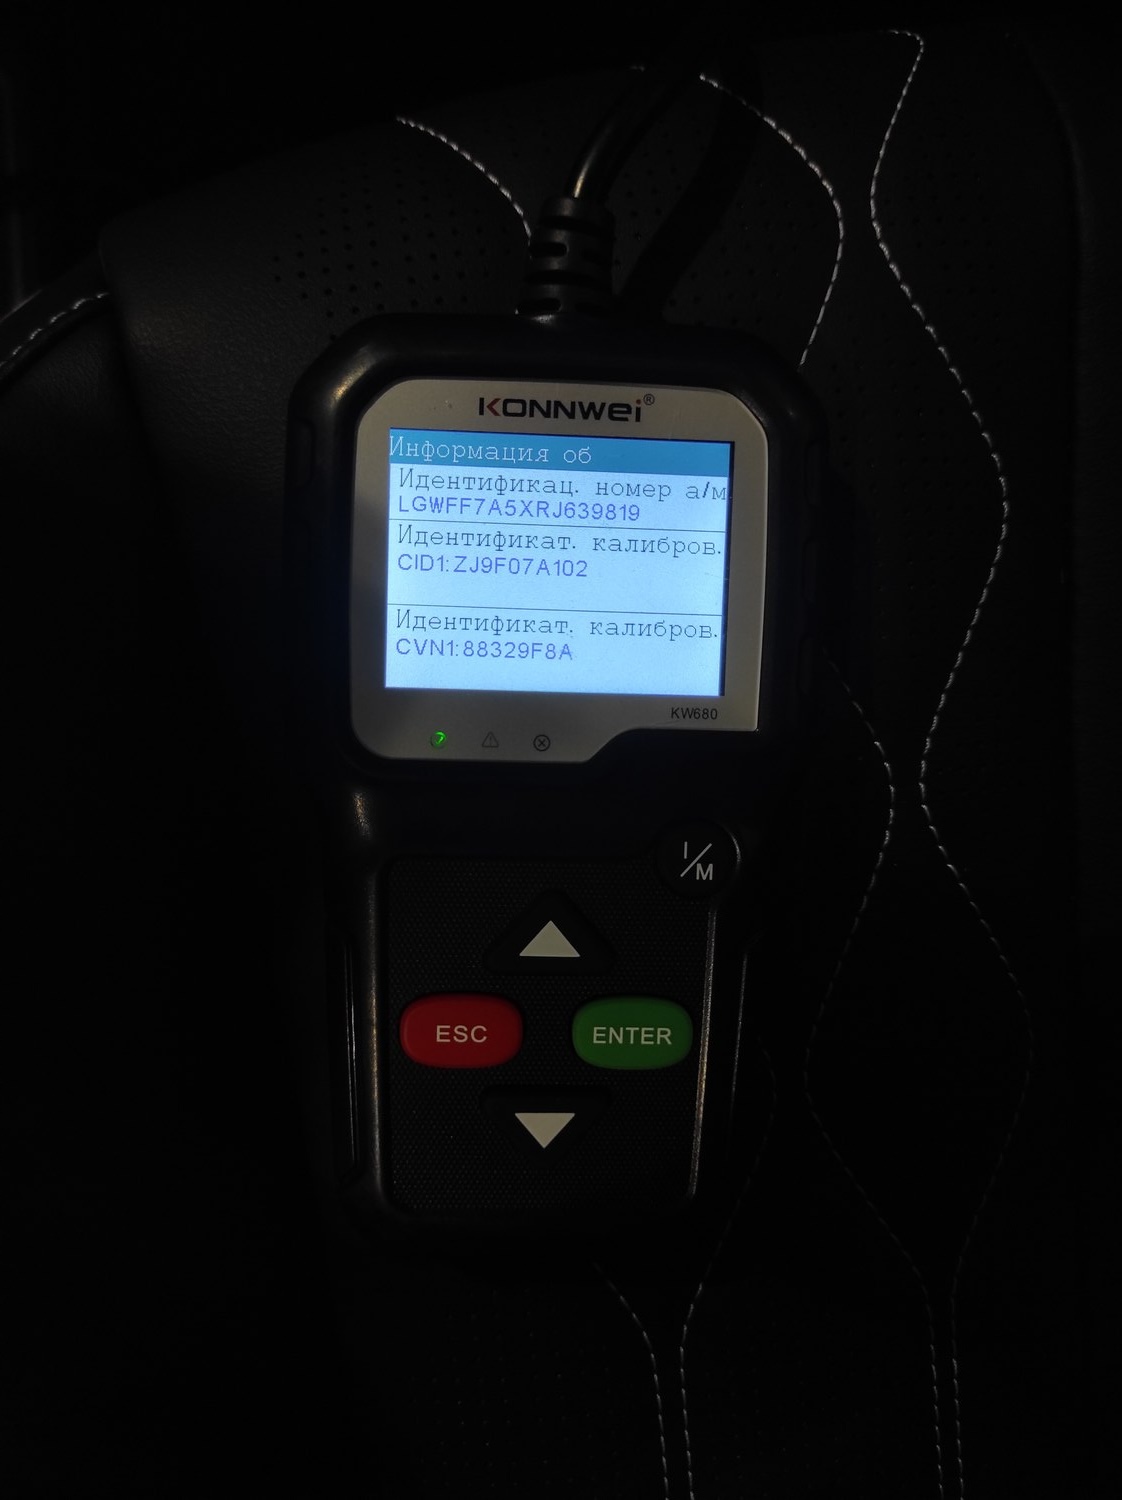 KONNWEI®
Информация об
Идентификац. номер а/м
LGWFF7A5XRJ639819
Идентификат. калибров.
CID1:ZJ9F07A102
Идентификат. калибров.
CVN1:88329F8A
KW680
I/M
ESC
ENTER